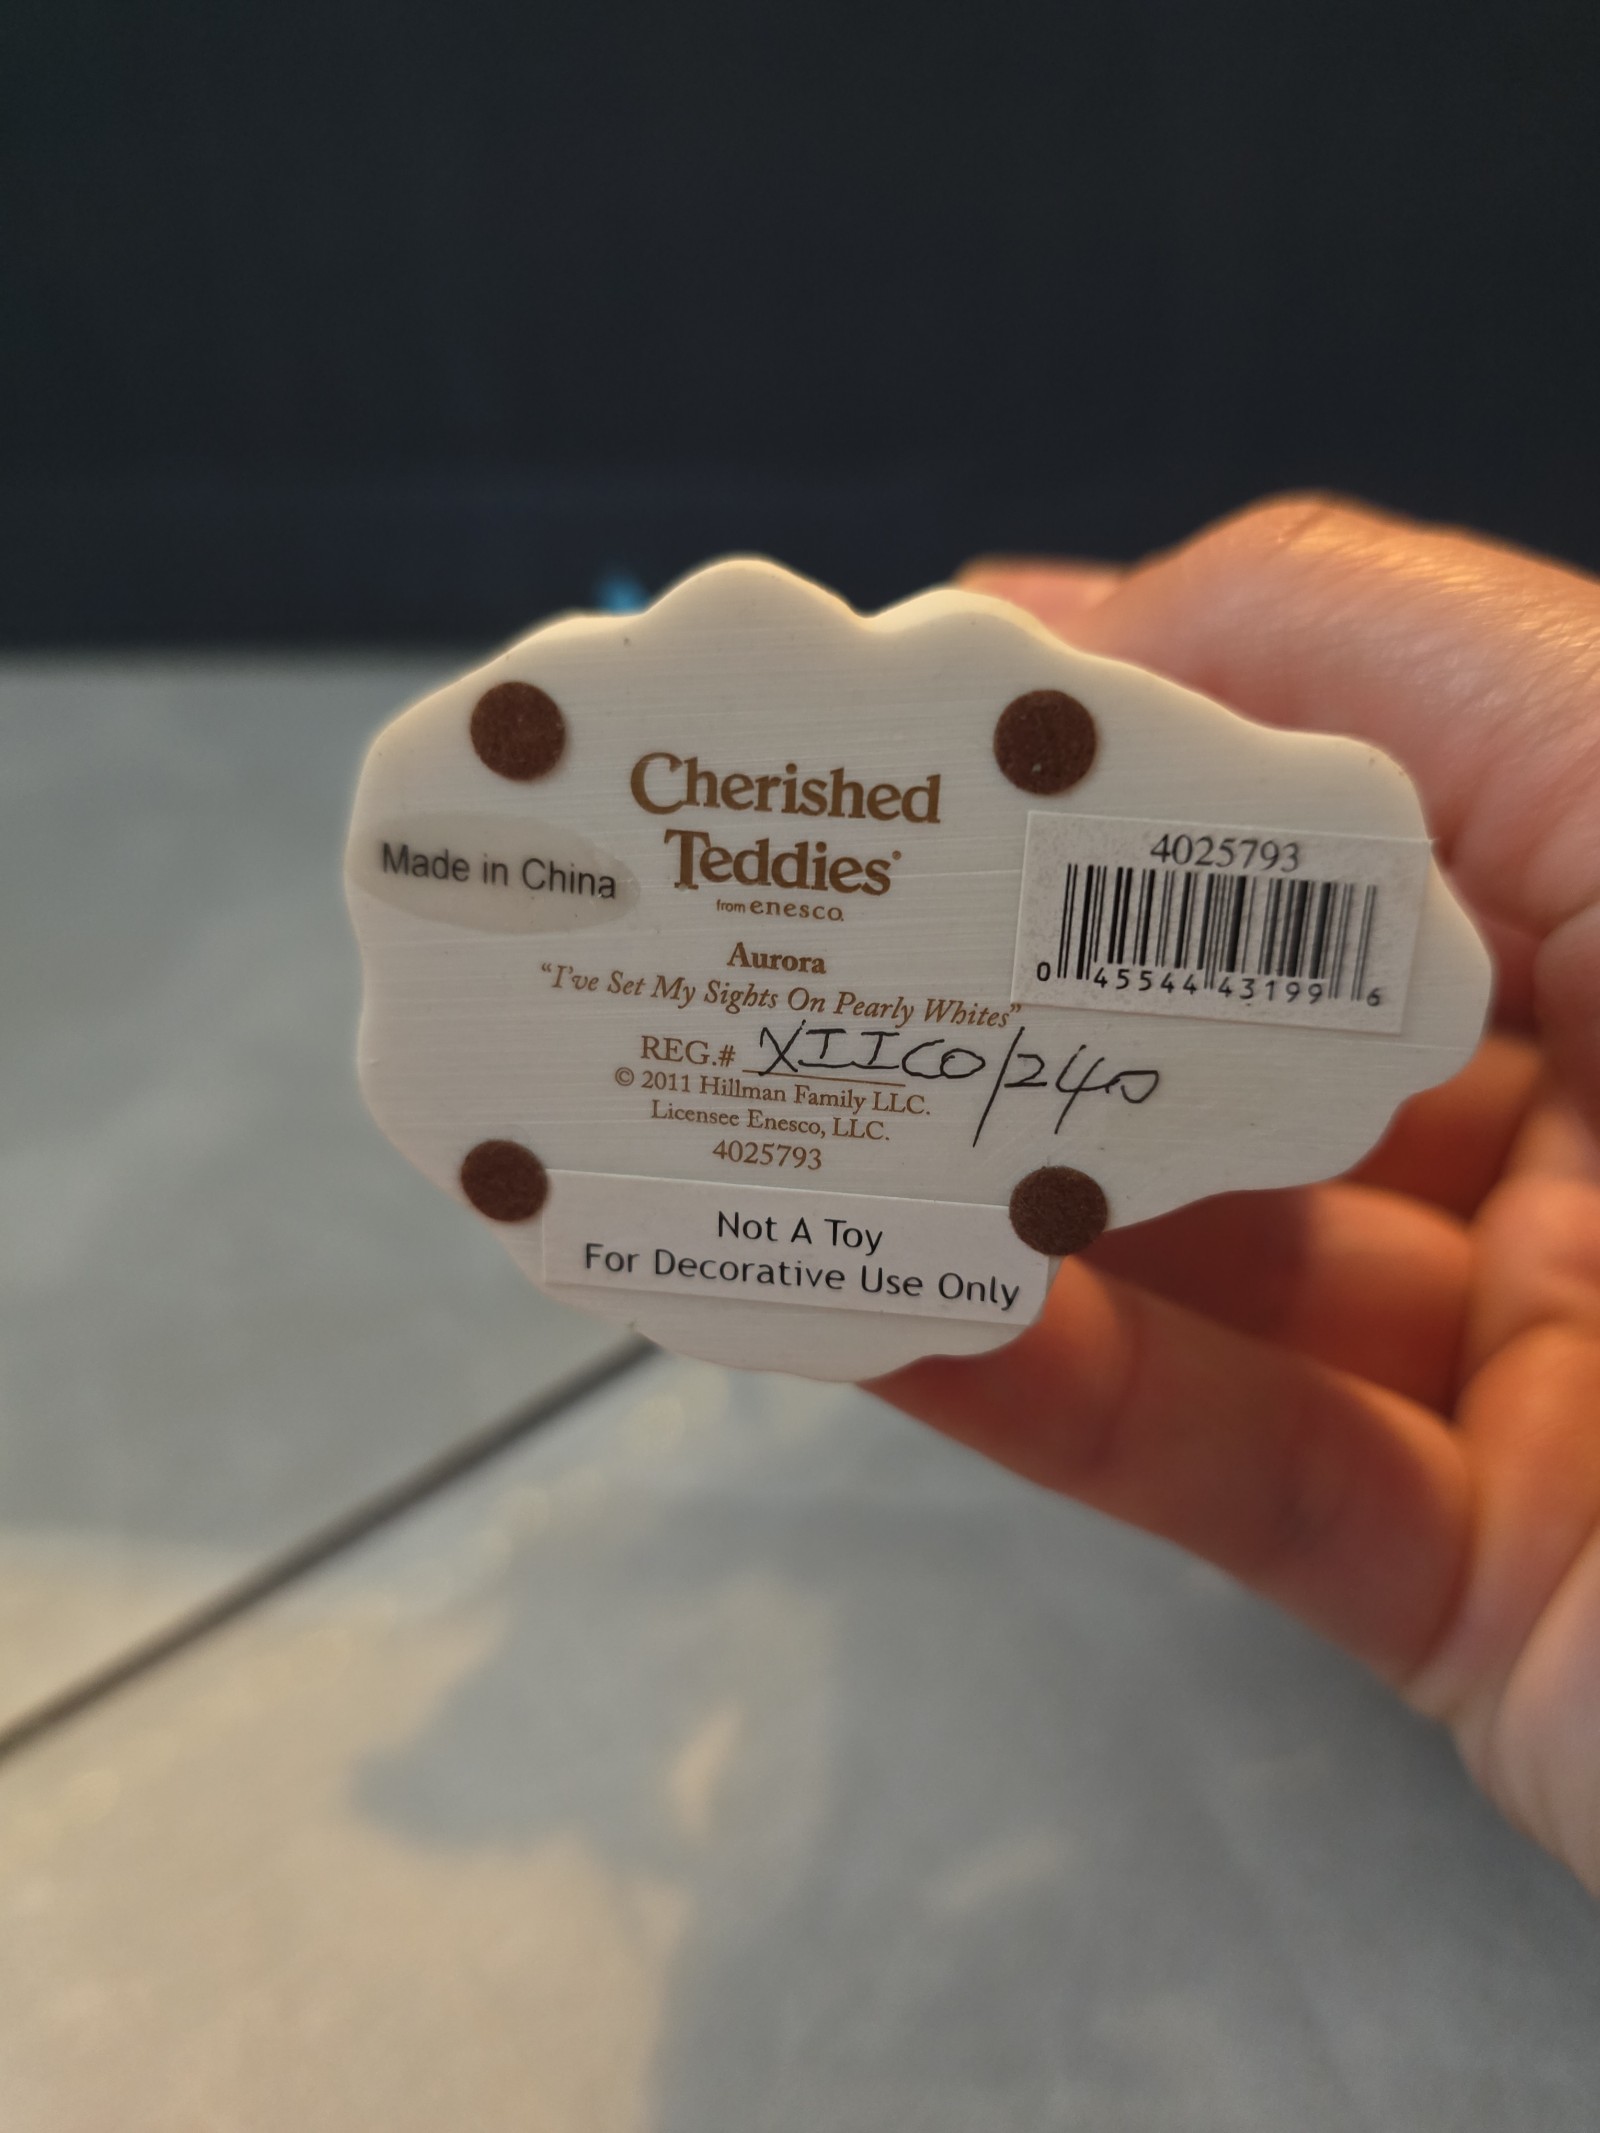 Cherished
Teddies
from enesco.
Made in China
4025793
0 45544 43199 6
Aurora
“I've Set My Sights On Pearly Whites”
REG.# XIICO/240
© 2011 Hillman Family LLC.
Licensee Enesco, LLC.
4025793
Not A Toy
For Decorative Use Only